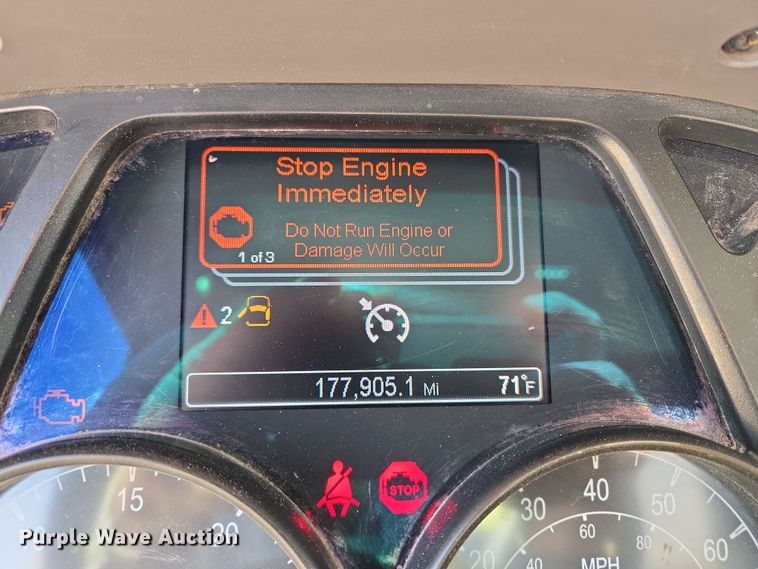 Stop Engine
Immediately
Do Not Run Engine or
Damage Will Occur
1 of 3
2
177,905.1 Mi
71°F
STOP
15
20
20
30
40
50
60
60
80
MPH
Purple Wave Auction